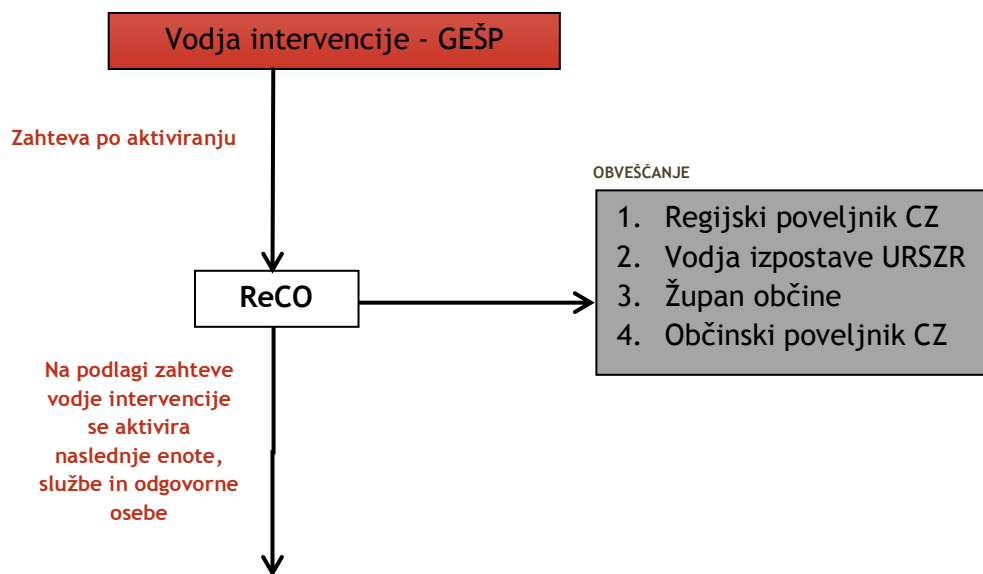 Vodja intervencije - GEŠP
Zahteva po aktiviranju
OBVEŠČANJE
1. Regijski poveljnik CZ
2. Vodja izpostave URSZR
3. Župan občine
4. Občinski poveljnik CZ
ReCO
Na podlagi zahteve
vodje intervencije
se aktivira
naslednje enote,
službe in odgovorne
osebe